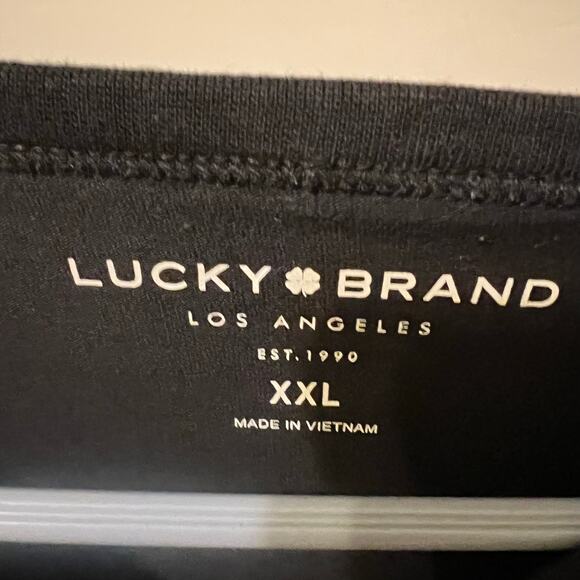 LUCKY BRAND
LOS ANGELES
EST. 1990
XXL
MADE IN VIETNAM